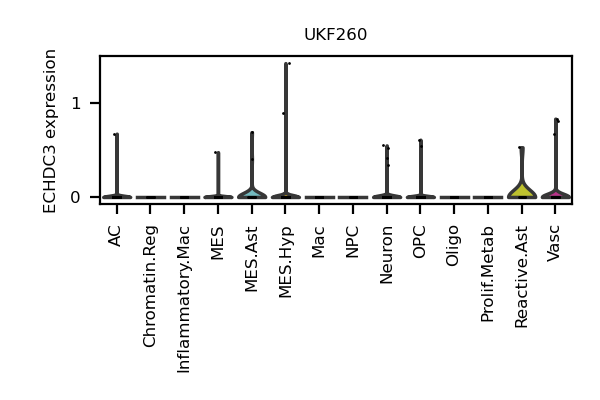 UKF260
ECHDC3 expression
1
0
AC
Chromatin.Reg
Inflammatory.Mac
MES
MES.Ast
MES.Hyp
Mac
NPC
Neuron
OPC
Oligo
Prolif.Metab
Reactive.Ast
Vasc